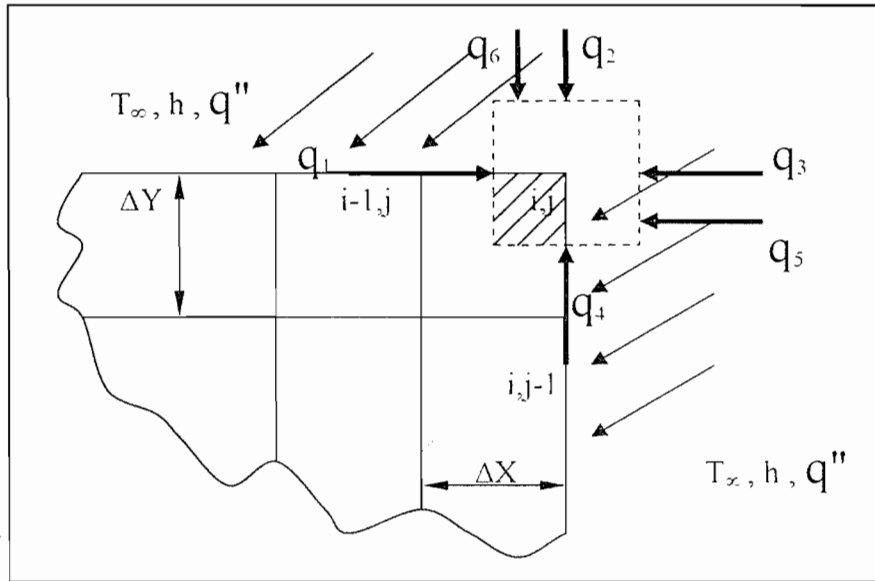 q₆ q₂
T∞, h, q"
q₁ q₃
ΔY i-1,j i,j
q₅
q₄
i,j-1
ΔX T∞, h, q"